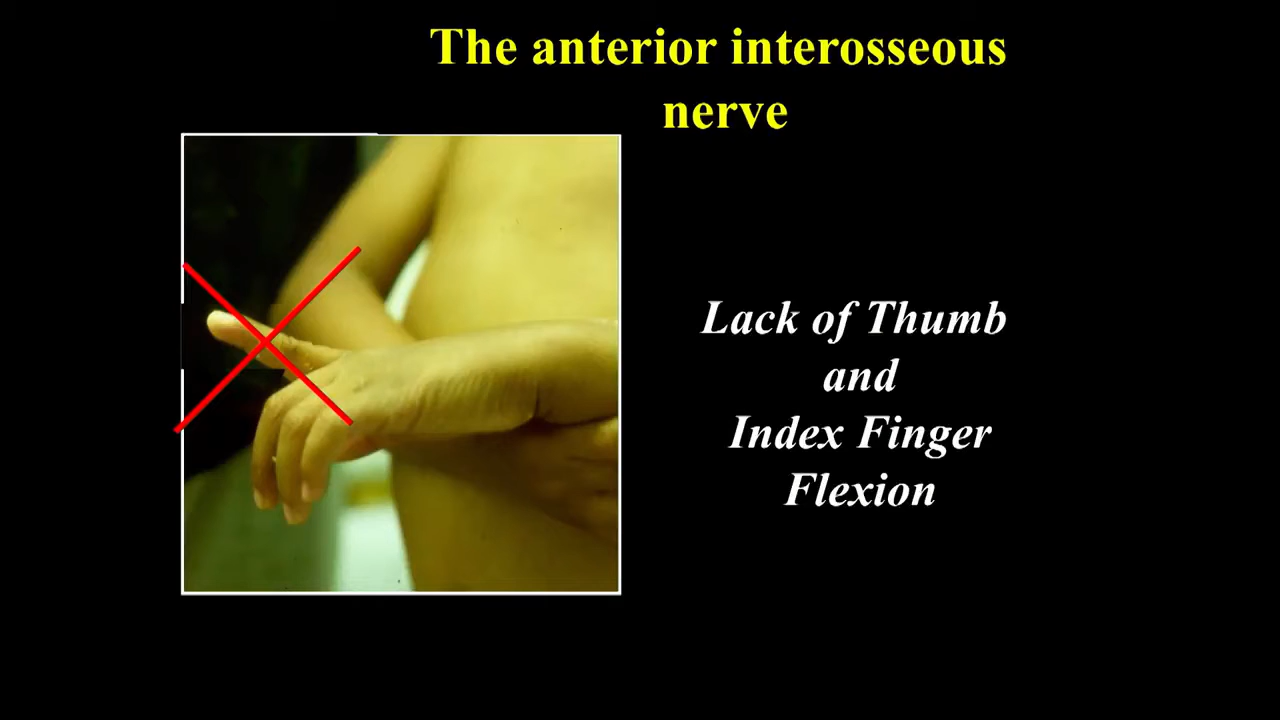 The anterior interosseous
nerve
Lack of Thumb
and
Index Finger
Flexion